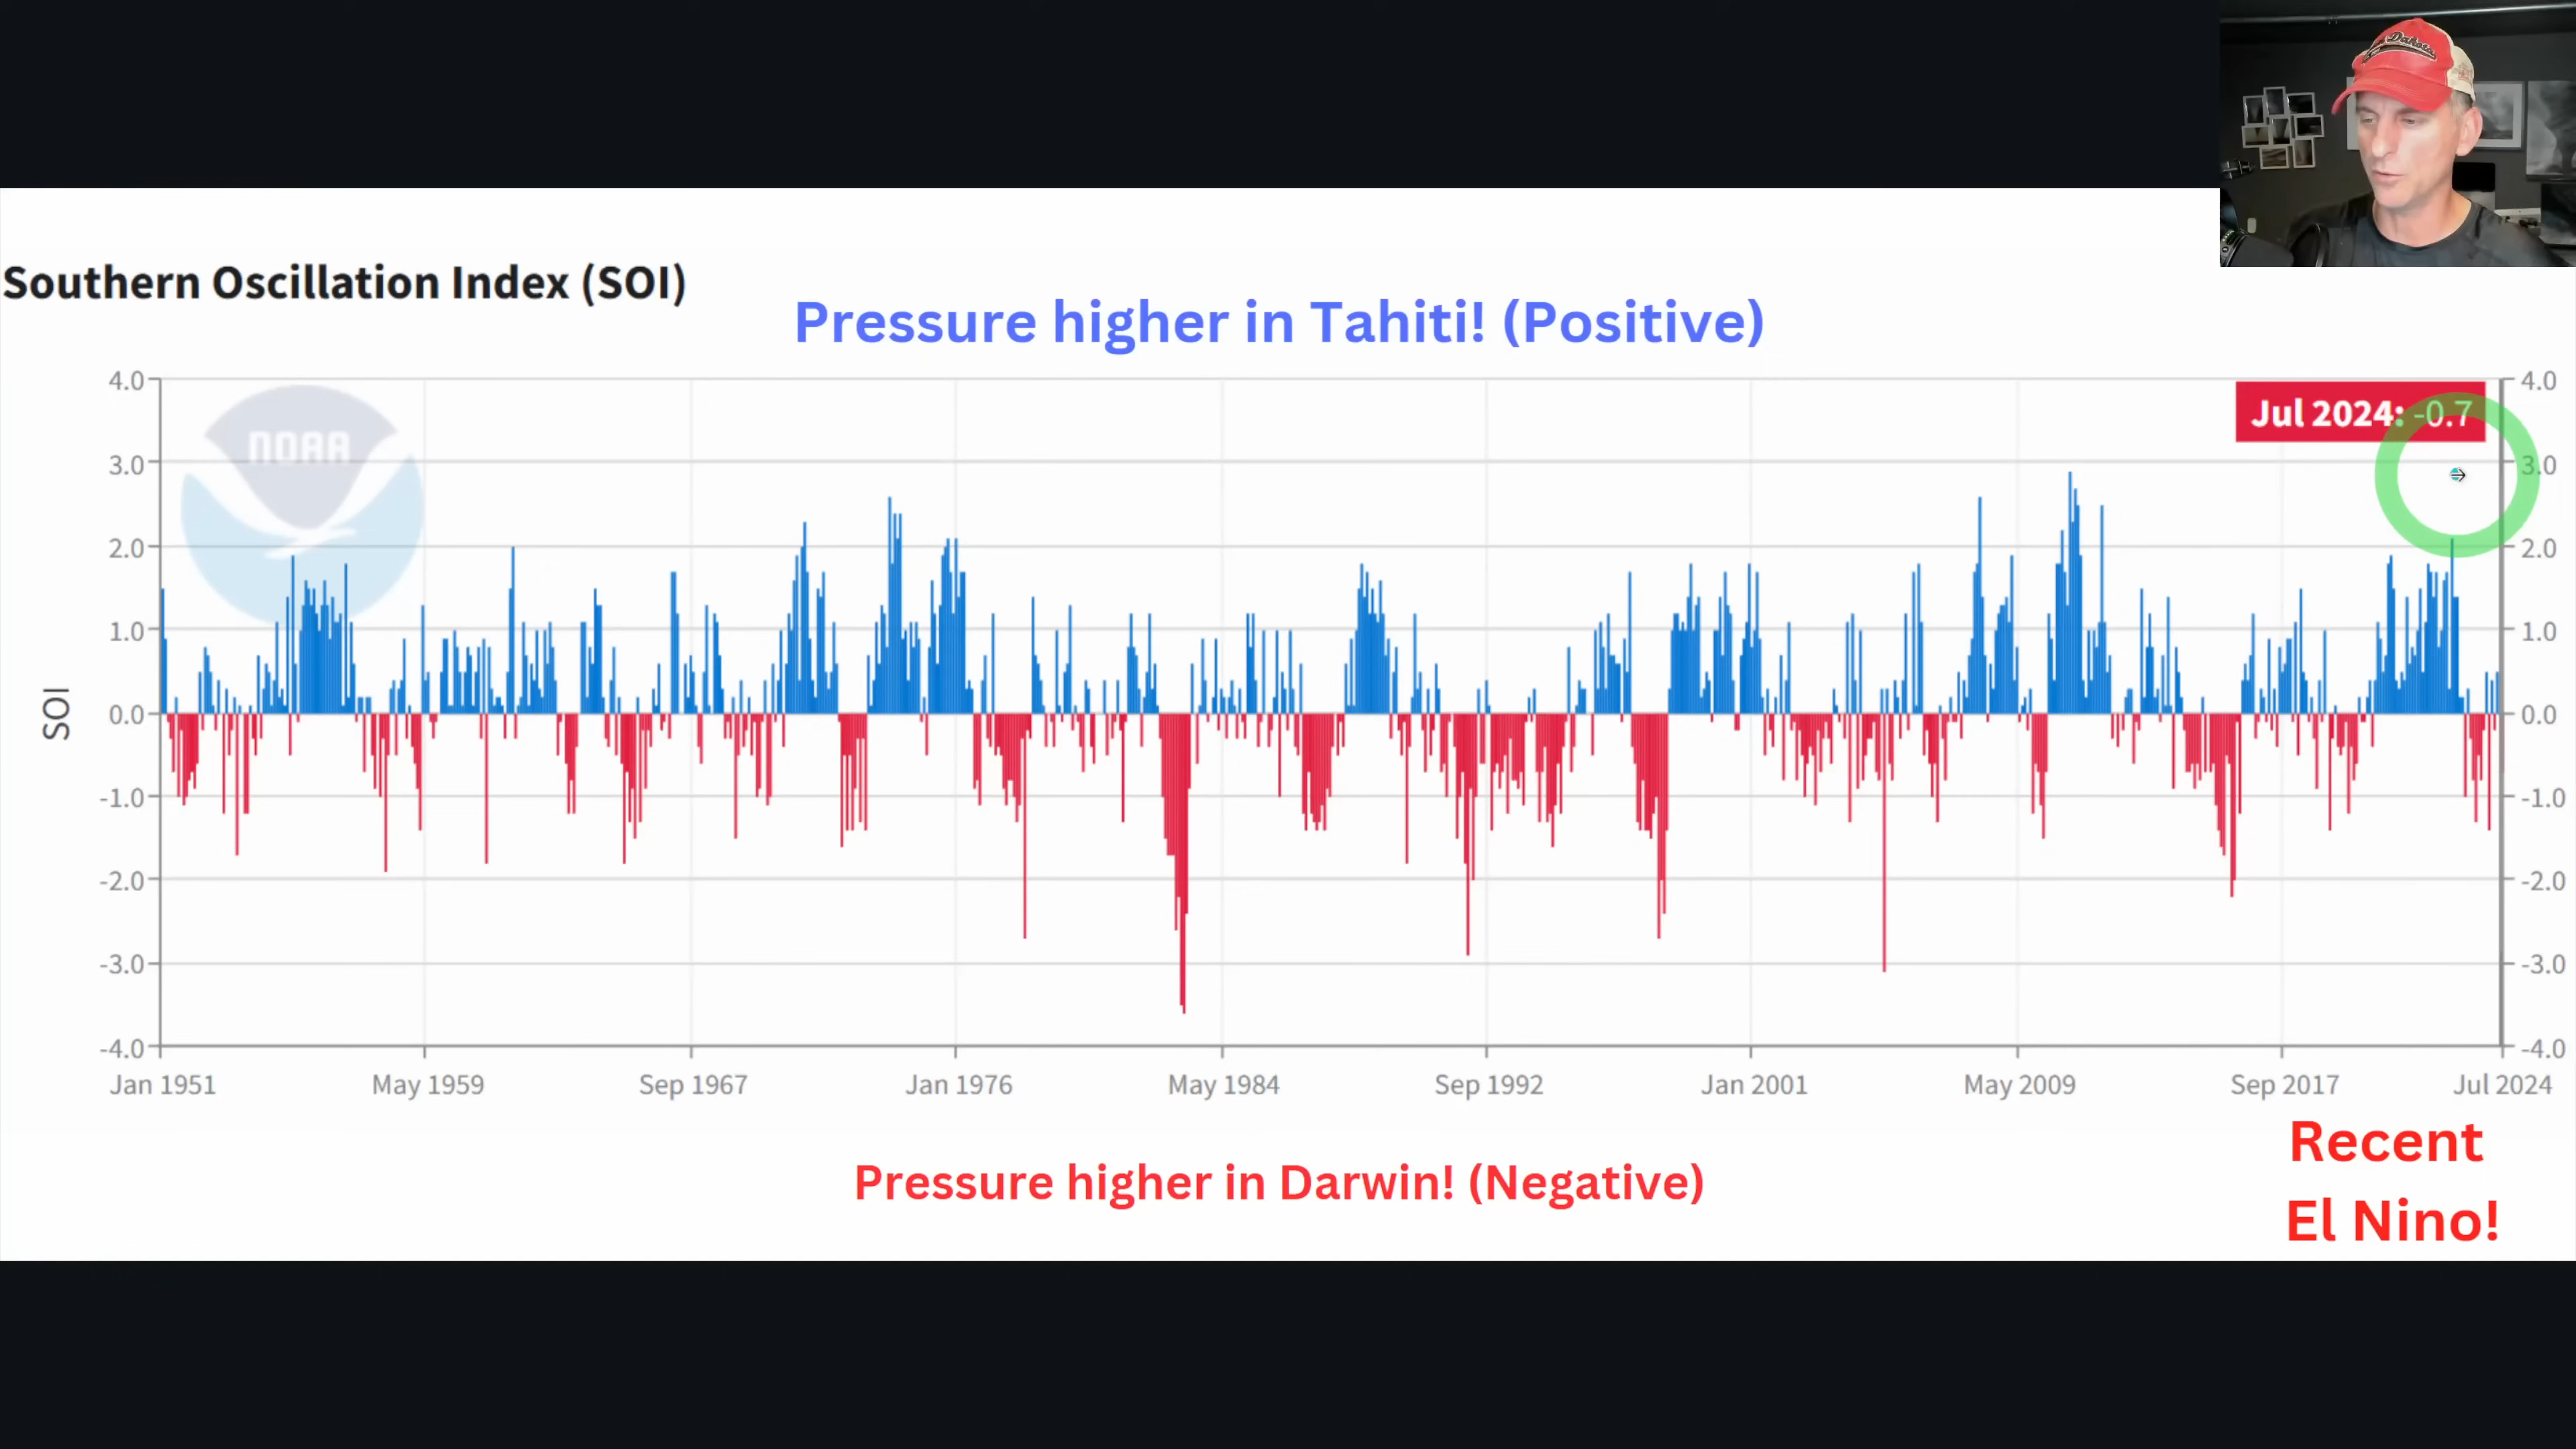 Dakota
Southern Oscillation Index (SOI)
Pressure higher in Tahiti! (Positive)
4.0
4.0
NOAA
Jul 2024: -0.7
3.0
3.0
2.0
2.0
1.0
1.0
SOI
0.0
0.0
-1.0
-1.0
-2.0
-2.0
-3.0
-3.0
-4.0
-4.0
Jan 1951
May 1959
Sep 1967
Jan 1976
May 1984
Sep 1992
Jan 2001
May 2009
Sep 2017
Jul 2024
Recent
El Nino!
Pressure higher in Darwin! (Negative)